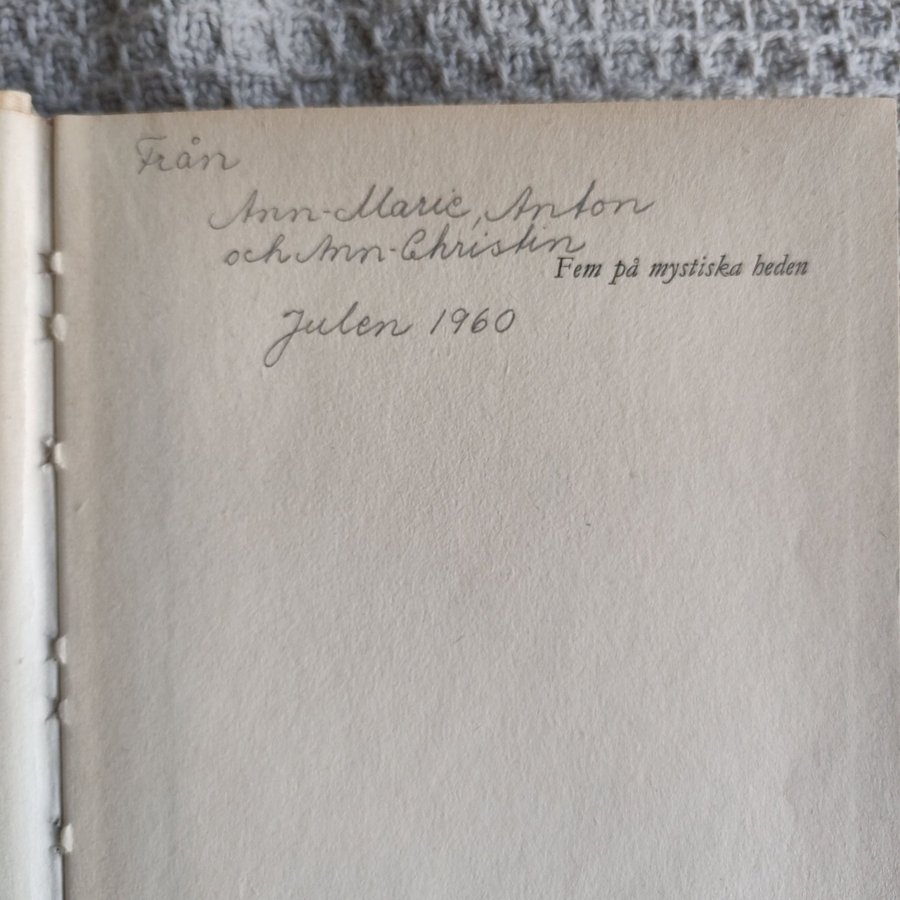 Från
Ann-Marie, Anton
och Ann-Christin
Fem på mystiska heden
Julen 1960